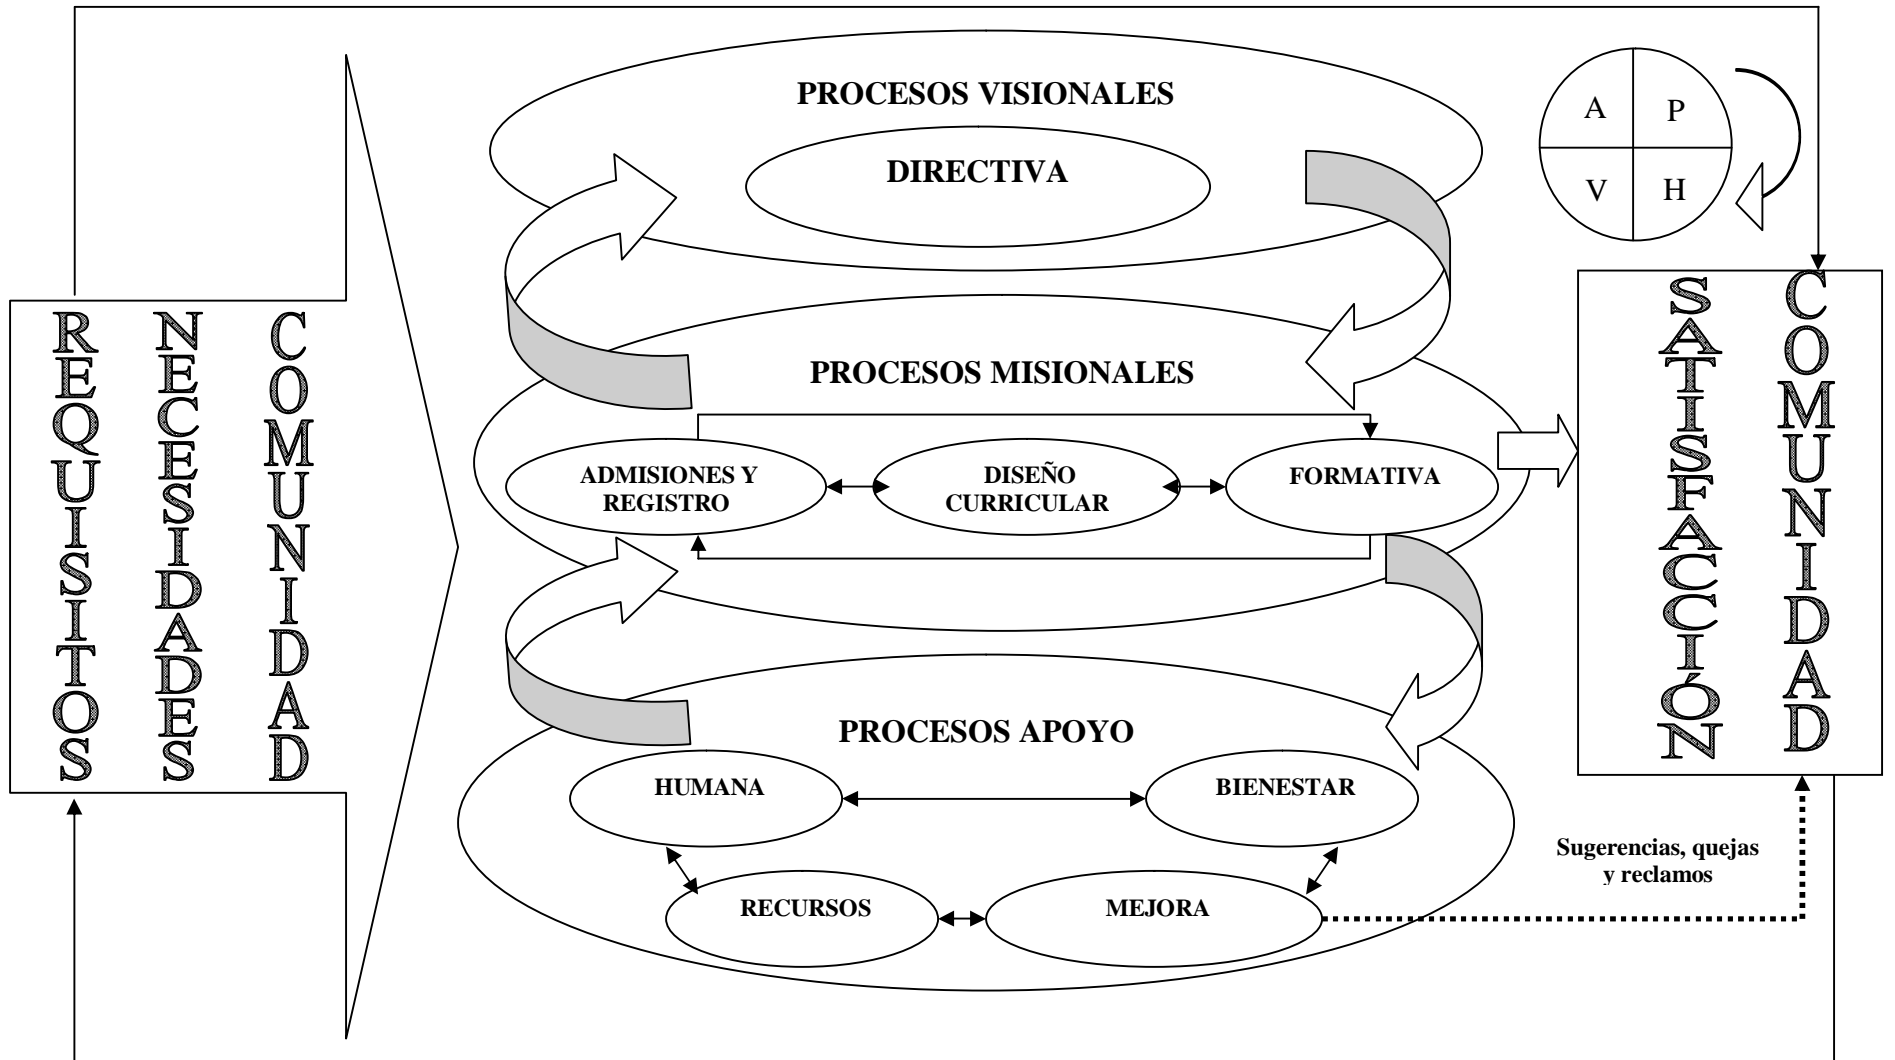 REQUISITOS
NECESIDADES
COMUNIDAD
PROCESOS VISIONALES
DIRECTIVA
PROCESOS MISIONALES
ADMISIONES Y
REGISTRO
DISEÑO
CURRICULAR
FORMATIVA
PROCESOS APOYO
HUMANA
BIENESTAR
RECURSOS
MEJORA
A
P
V
H
SATISFACCIÓN
COMUNIDAD
Sugerencias, quejas
y reclamos